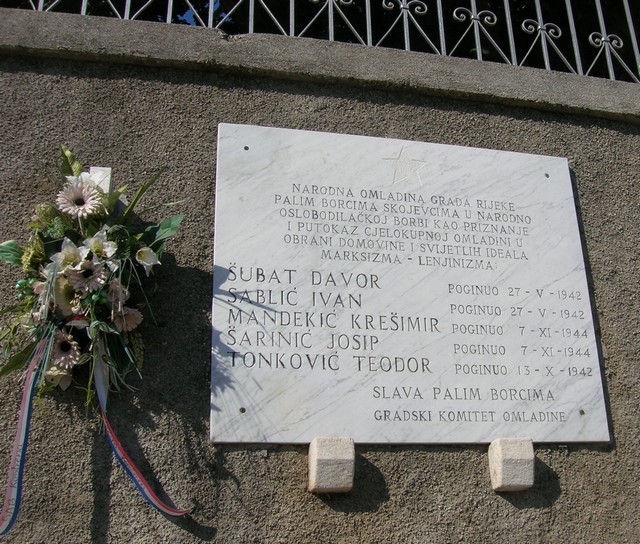 NARODNA OMLADINA GRADA RIJEKE
PALIM BORCIMA SKOJEVCIMA U NARODNO
OSLOBODILAČKOJ BORBI KAO PRIZNANJE
I PUTOKAZ CJELOKUPNOJ OMLADINI U
OBRANI DOMOVINE I SVIJETLIH IDEALA
MARKSIZMA - LENJINIZMA:
ŠUBAT DAVOR POGINUO 27-V-1942
SABLIĆ IVAN POGINUO 27-V-1942
MANDEKIĆ KREŠIMIR POGINUO 7-XI-1944
ŠARINIĆ JOSIP POGINUO 7-XI-1944
TONKOVIĆ TEODOR POGINUO 13-X-1942
SLAVA PALIM BORCIMA
GRADSKI KOMITET OMLADINE